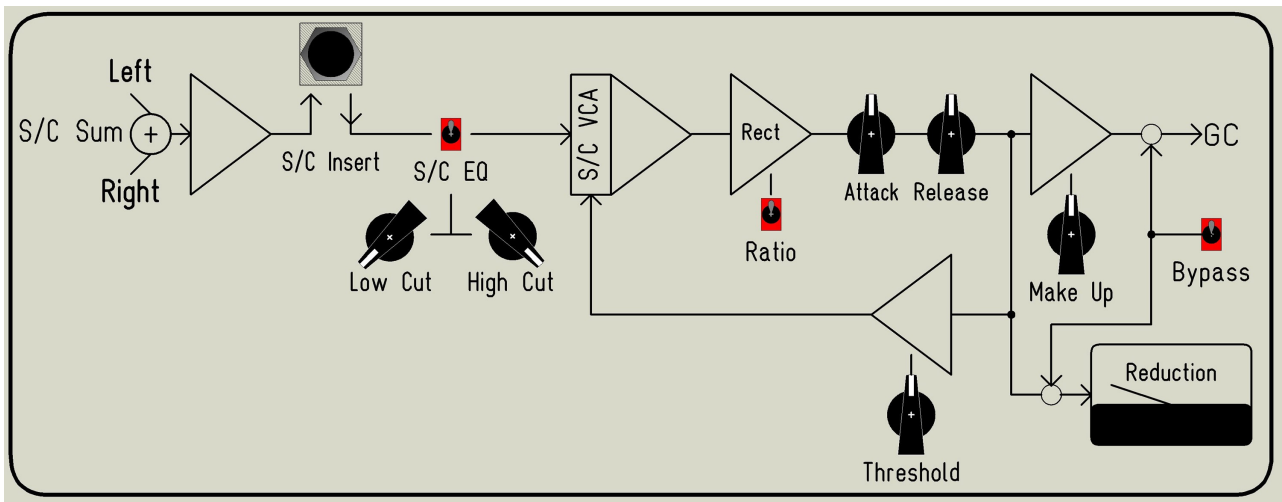 Left
S/C Sum
+
Right
S/C Insert
S/C EQ
Low Cut
High Cut
S/C VCA
Rect
Ratio
Attack
Release
Make Up
GC
Bypass
Threshold
Reduction